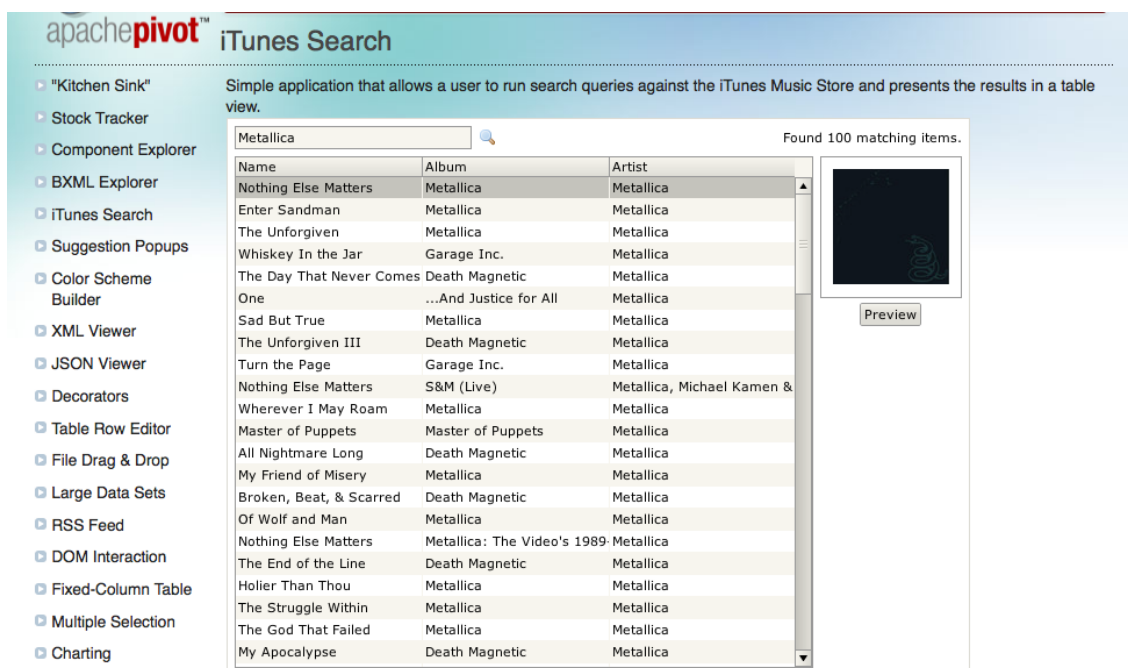 apachepivot™
iTunes Search
"Kitchen Sink"
Stock Tracker
Component Explorer
BXML Explorer
iTunes Search
Suggestion Popups
Color Scheme
Builder
XML Viewer
JSON Viewer
Decorators
Table Row Editor
File Drag & Drop
Large Data Sets
RSS Feed
DOM Interaction
Fixed-Column Table
Multiple Selection
Charting
Simple application that allows a user to run search queries against the iTunes Music Store and presents the results in a table
view.
Metallica
Found 100 matching items.
Name Album Artist
Nothing Else Matters Metallica Metallica
Enter Sandman Metallica Metallica
The Unforgiven Metallica Metallica
Whiskey In the Jar Garage Inc. Metallica
The Day That Never Comes Death Magnetic Metallica
One ...And Justice for All Metallica
Sad But True Metallica Metallica
The Unforgiven III Death Magnetic Metallica
Turn the Page Garage Inc. Metallica
Nothing Else Matters S&M (Live) Metallica, Michael Kamen &
Wherever I May Roam Metallica Metallica
Master of Puppets Master of Puppets Metallica
All Nightmare Long Death Magnetic Metallica
My Friend of Misery Metallica Metallica
Broken, Beat, & Scarred Death Magnetic Metallica
Of Wolf and Man Metallica Metallica
Nothing Else Matters Metallica: The Video's 1989- Metallica
The End of the Line Death Magnetic Metallica
Holier Than Thou Metallica Metallica
The Struggle Within Metallica Metallica
The God That Failed Metallica Metallica
My Apocalypse Death Magnetic Metallica
Preview